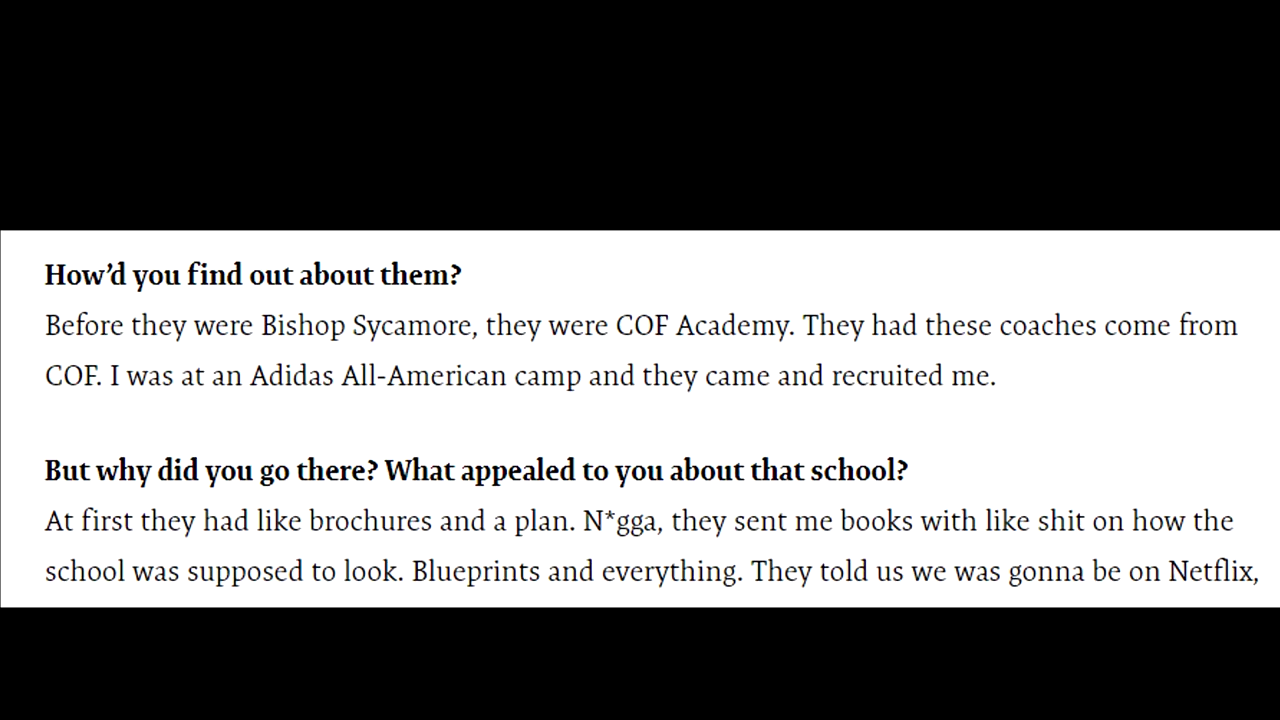 How’d you find out about them?
Before they were Bishop Sycamore, they were COF Academy. They had these coaches come from
COF. I was at an Adidas All-American camp and they came and recruited me.
But why did you go there? What appealed to you about that school?
At first they had like brochures and a plan. N*gga, they sent me books with like shit on how the
school was supposed to look. Blueprints and everything. They told us we was gonna be on Netflix,